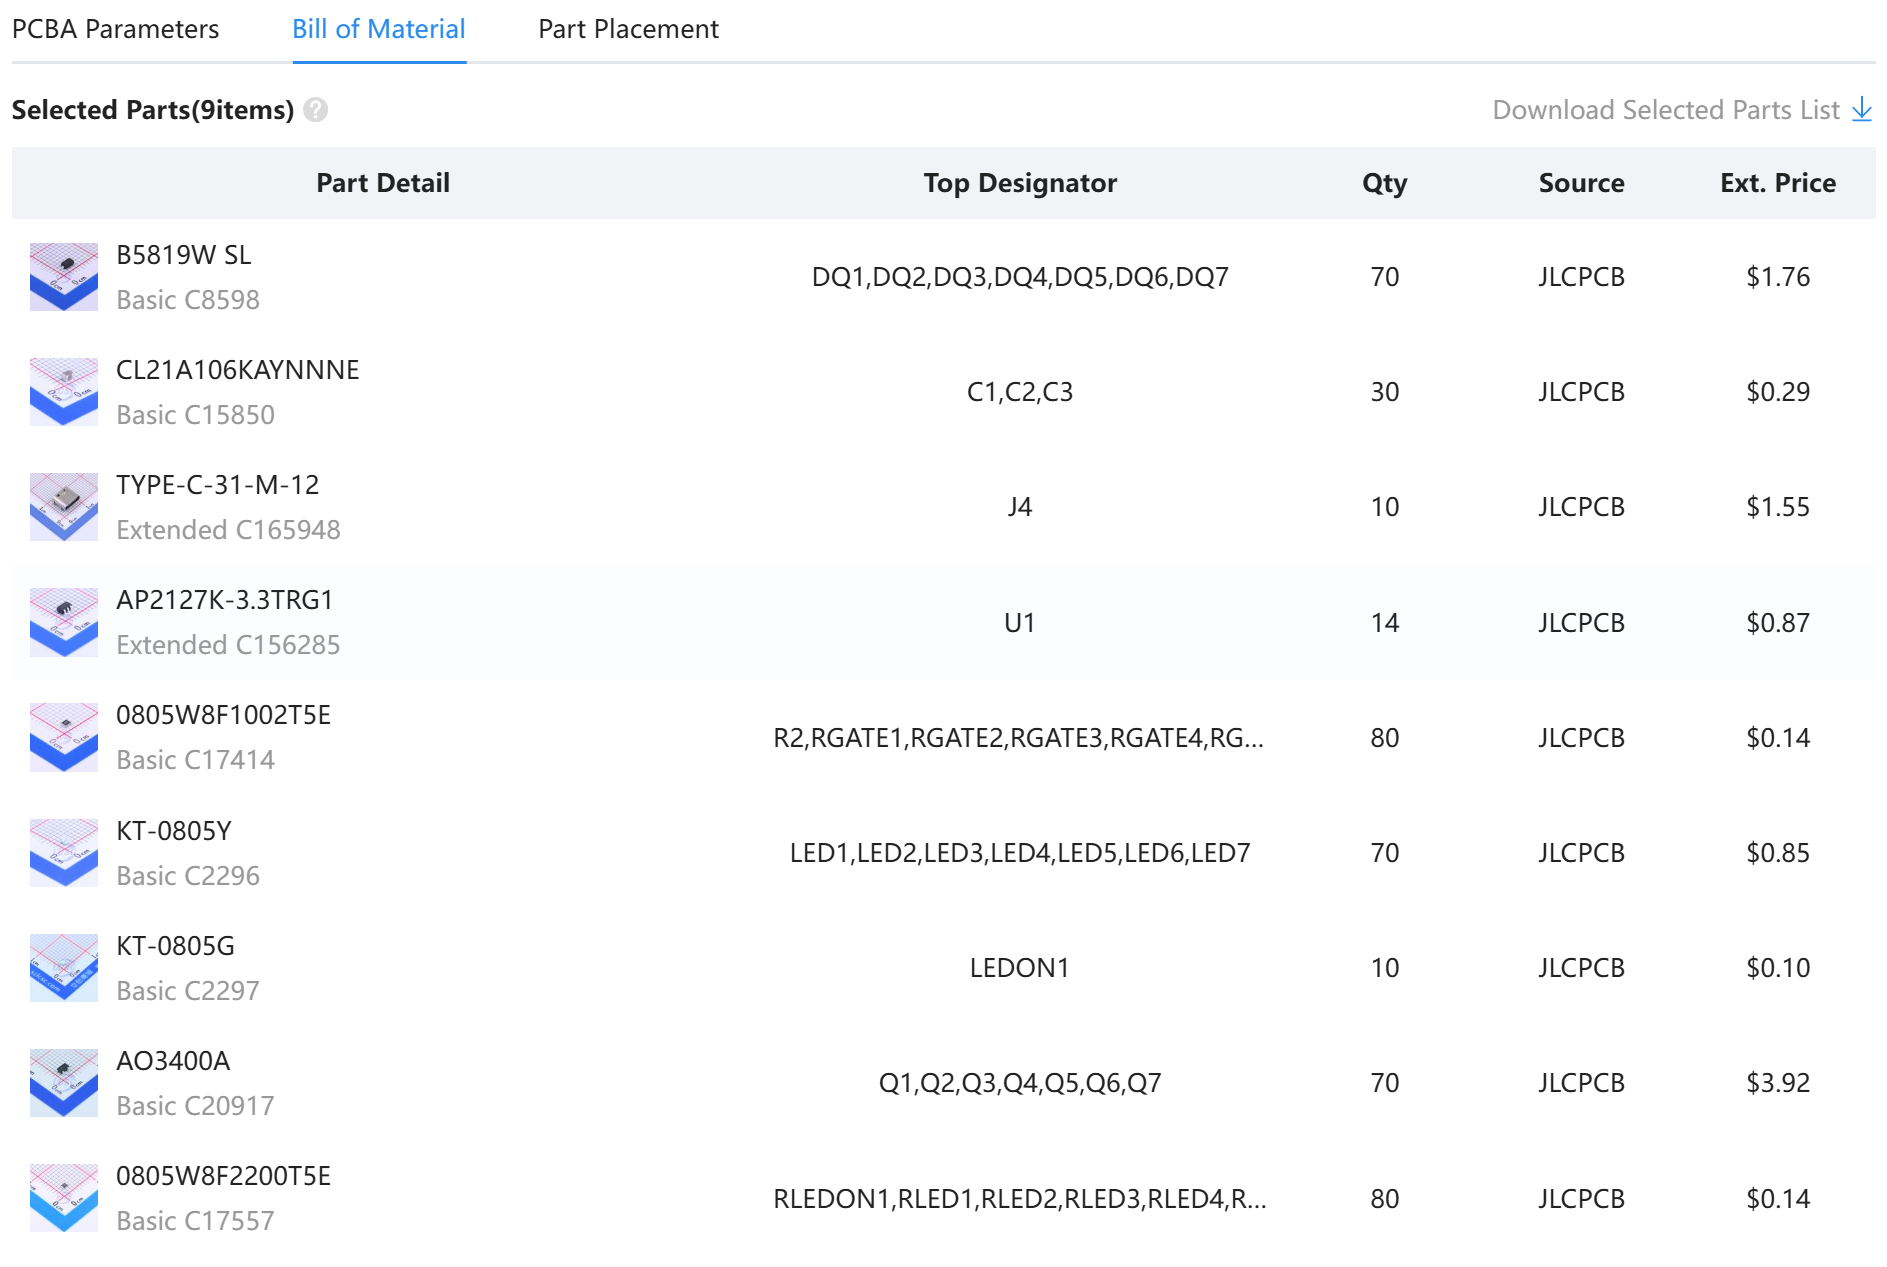 PCBA Parameters Bill of Material Part Placement
Selected Parts(9items) ? Download Selected Parts List
Part Detail Top Designator Qty Source Ext. Price
B5819W SL
Basic C8598
DQ1,DQ2,DQ3,DQ4,DQ5,DQ6,DQ7 70 JLCPCB $1.76
CL21A106KAYNNNE
Basic C15850
C1,C2,C3 30 JLCPCB $0.29
TYPE-C-31-M-12
Extended C165948
J4 10 JLCPCB $1.55
AP2127K-3.3TRG1
Extended C156285
U1 14 JLCPCB $0.87
0805W8F1002T5E
Basic C17414
R2,RGATE1,RGATE2,RGATE3,RGATE4,RG... 80 JLCPCB $0.14
KT-0805Y
Basic C2296
LED1,LED2,LED3,LED4,LED5,LED6,LED7 70 JLCPCB $0.85
KT-0805G
Basic C2297
LEDON1 10 JLCPCB $0.10
AO3400A
Basic C20917
Q1,Q2,Q3,Q4,Q5,Q6,Q7 70 JLCPCB $3.92
0805W8F2200T5E
Basic C17557
RLEDON1,RLED1,RLED2,RLED3,RLED4,R... 80 JLCPCB $0.14